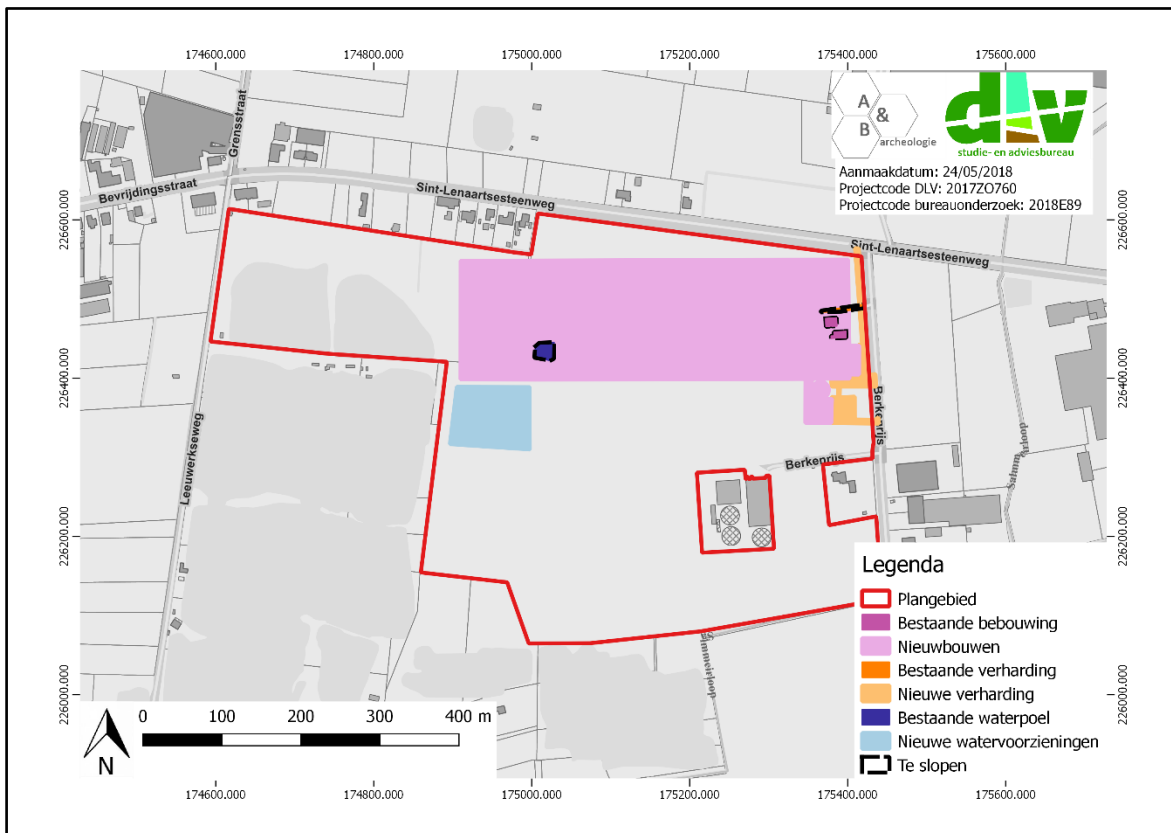 174600.000 174800.000 175000.000 175200.000 175400.000 175600.000
A
&
B
archeologie
dlv
studie- en adviesbureau
Aanmaakdatum: 24/05/2018
Projectcode DLV: 2017ZO760
Projectcode bureauonderzoek: 2018E89
Grensstraat
Bevrijdingsstraat
Sint-Lenaartsesteenweg
Sint-Lenaartsesteenweg
226600.000
226600.000
226400.000
226400.000
Berkenrijs
Leeuwerkseweg
Berkenrijs
226200.000
226200.000
Legenda
Plangebied
Bestaande bebouwing
Nieuwbouwen
Bestaande verharding
Nieuwe verharding
Bestaande waterpoel
Nieuwe watervoorzieningen
Te slopen
226000.000
226000.000
0 100 200 300 400 m
N
174600.000 174800.000 175000.000 175200.000 175400.000 175600.000